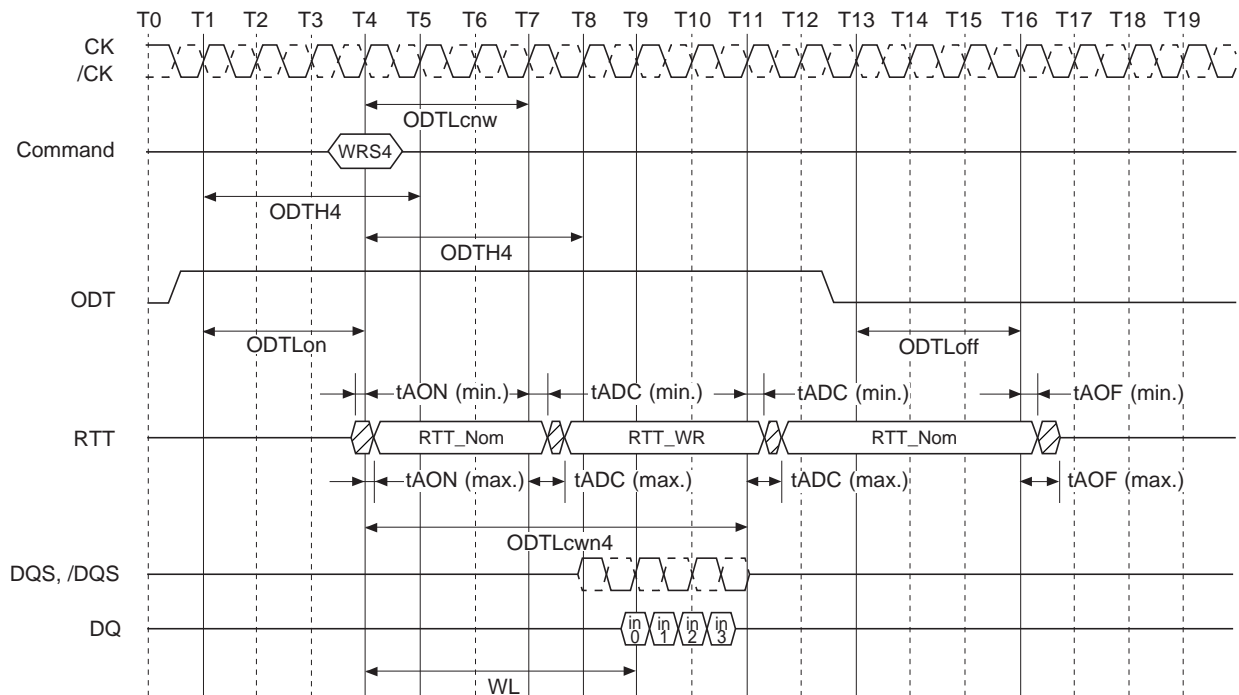 T0 T1 T2 T3 T4 T5 T6 T7 T8 T9 T10 T11 T12 T13 T14 T15 T16 T17 T18 T19
CK
/CK
ODTLcnw
Command WRS4
ODTH4
ODTH4
ODT
ODTLon ODTLoff
tAON (min.) tADC (min.) tADC (min.) tAOF (min.)
RTT RTT_Nom RTT_WR RTT_Nom
tAON (max.) tADC (max.) tADC (max.) tAOF (max.)
ODTLcwn4
DQS, /DQS
DQ in 0 in 1 in 2 in 3
WL